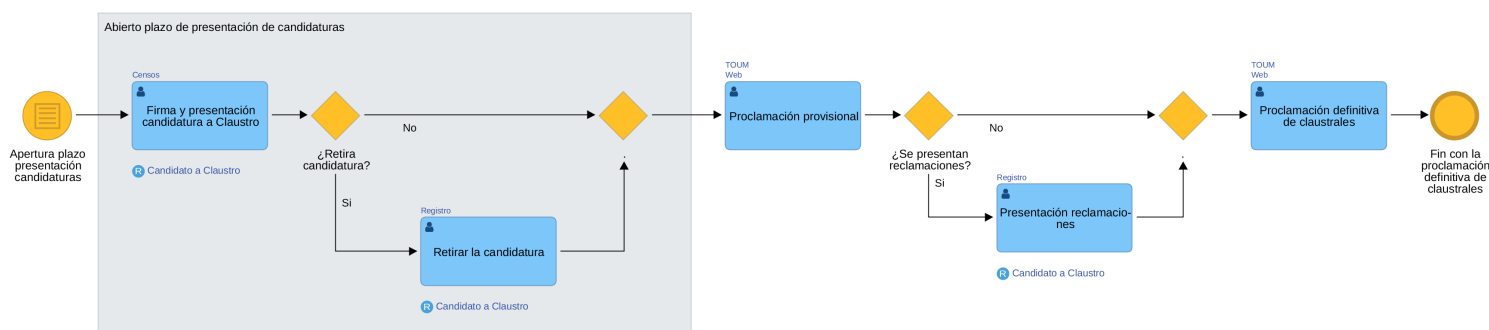 Abierto plazo de presentación de candidaturas
Apertura plazo
presentación
candidaturas
Censos
Firma y presentación
candidatura a Claustro
R Candidato a Claustro
¿Retira
candidatura?
No
Si
Registro
Retirar la candidatura
R Candidato a Claustro
.
TOUM
Web
Proclamación provisional
¿Se presentan
reclamaciones?
No
Si
Registro
Presentación reclamacio-
nes
R Candidato a Claustro
.
TOUM
Web
Proclamación definitiva
de claustrales
Fin con la
proclamación
definitiva de
claustrales